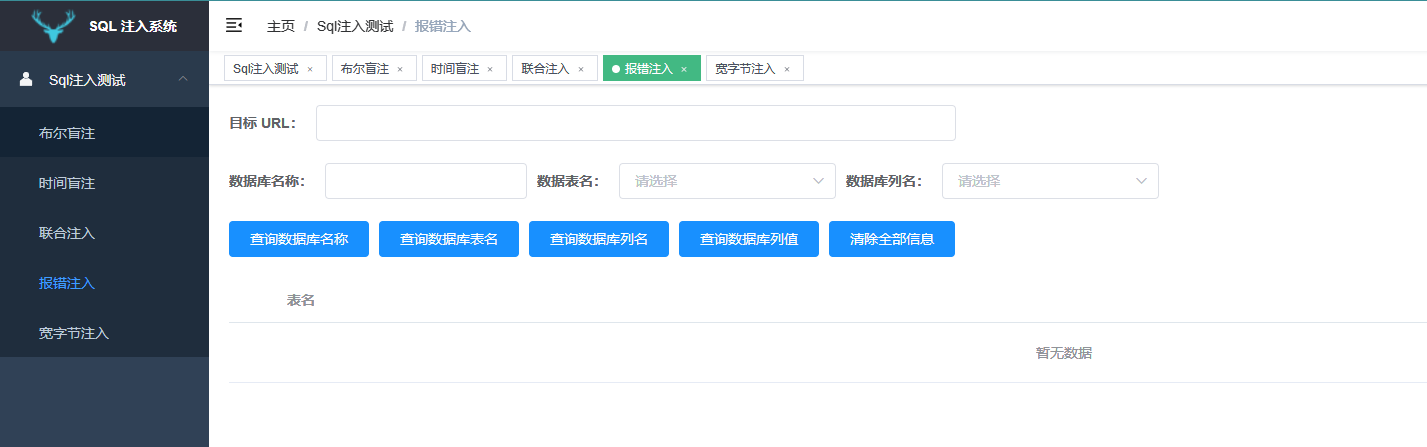 SQL 注入系统
主页 / Sql注入测试 / 报错注入
Sql注入测试 × 布尔盲注 × 时间盲注 × 联合注入 × 报错注入 × 宽字节注入 ×
Sql注入测试
布尔盲注
时间盲注
联合注入
报错注入
宽字节注入
目标 URL：
数据库名称： 数据表名： 请选择 数据库列名： 请选择
查询数据库名称 查询数据库表名 查询数据库列名 查询数据库列值 清除全部信息
表名
暂无数据